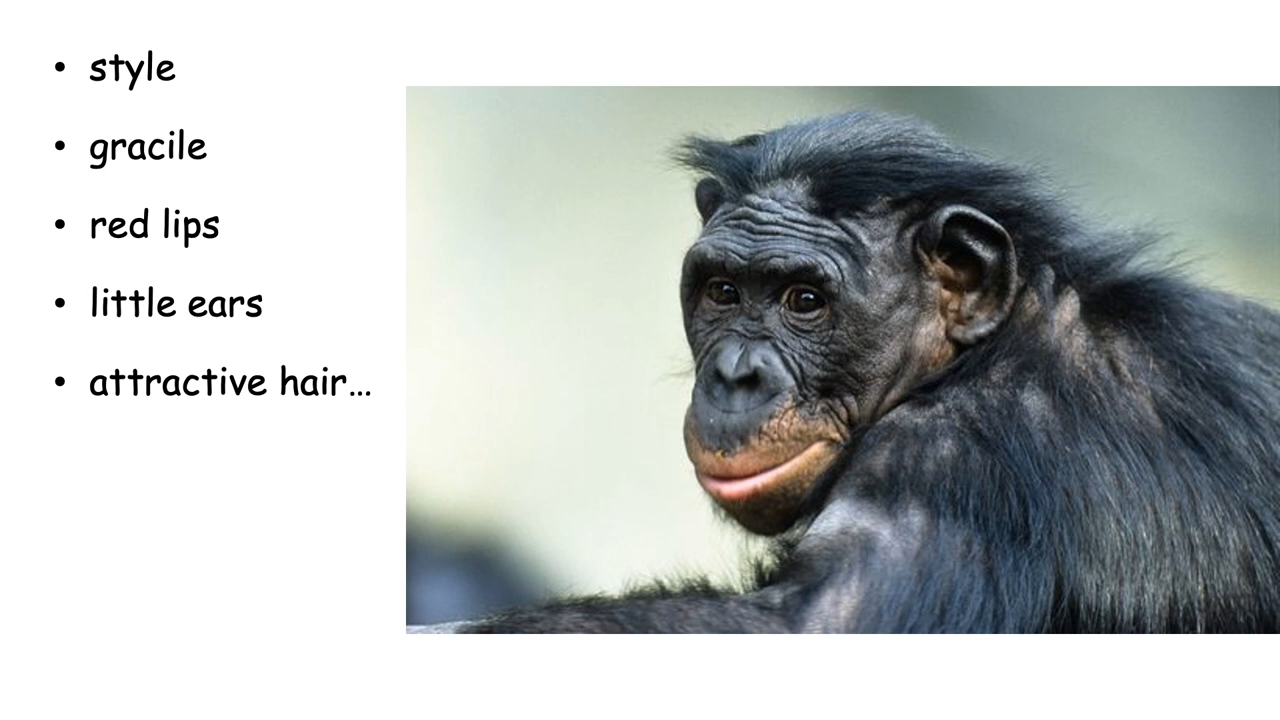 • style
• gracile
• red lips
• little ears
• attractive hair…